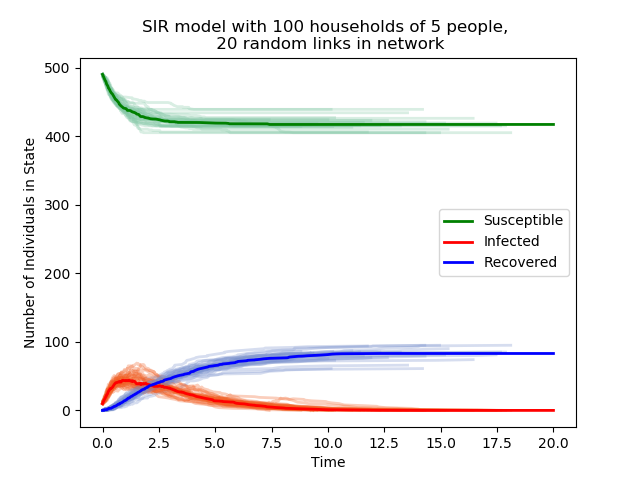 SIR model with 100 households of 5 people,
20 random links in network
Number of Individuals in State
500
400
300
200
100
0
Susceptible
Infected
Recovered
0.0 2.5 5.0 7.5 10.0 12.5 15.0 17.5 20.0
Time